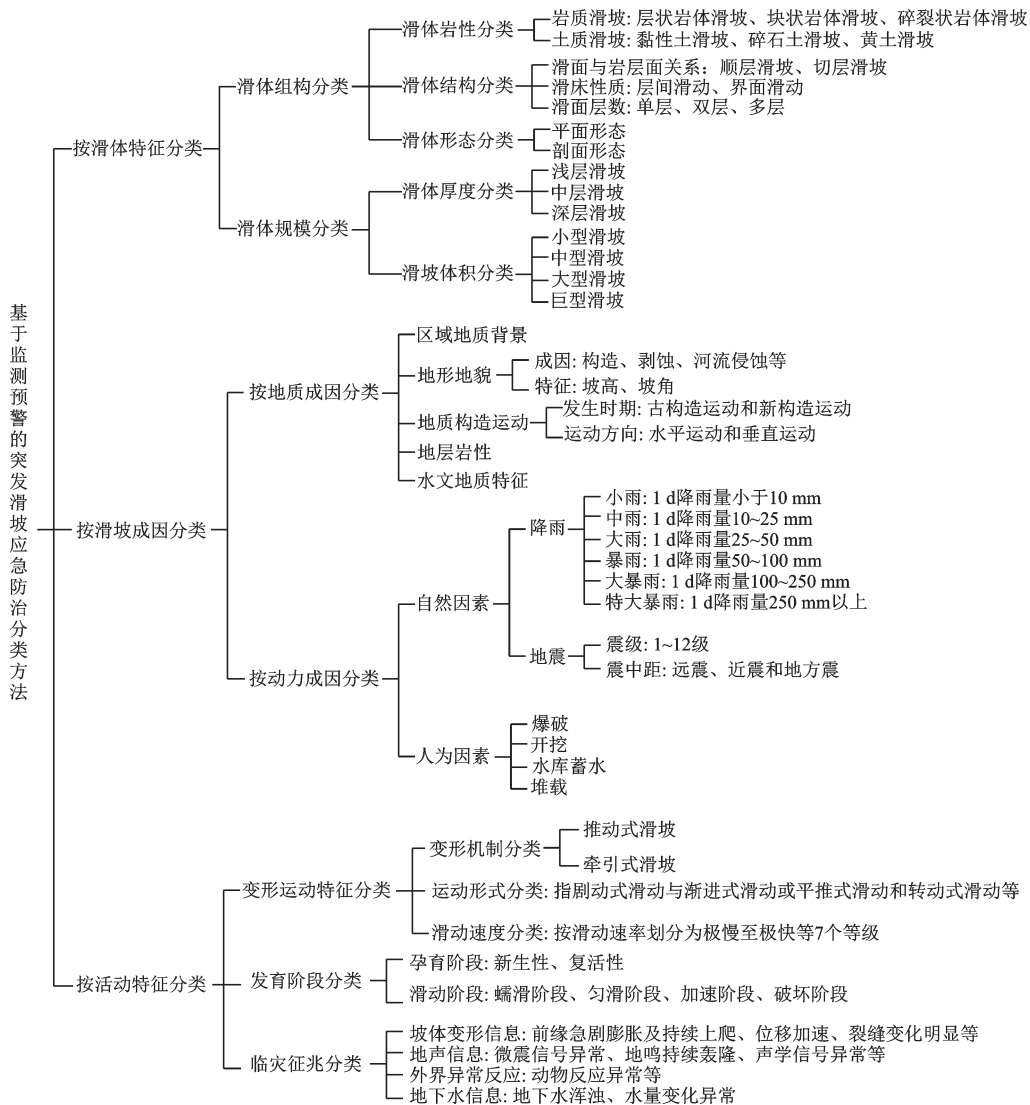 基于监测预警的突发滑坡应急防治分类方法
按滑体特征分类
滑体组构分类
滑体岩性分类
岩质滑坡: 层状岩体滑坡、块状岩体滑坡、碎裂状岩体滑坡
土质滑坡: 黏性土滑坡、碎石土滑坡、黄土滑坡
滑体结构分类
滑面与岩层面关系: 顺层滑坡、切层滑坡
滑床性质: 层间滑动、界面滑动
滑面层数: 单层、双层、多层
滑体形态分类
平面形态
剖面形态
滑体规模分类
滑体厚度分类
浅层滑坡
中层滑坡
深层滑坡
滑坡体积分类
小型滑坡
中型滑坡
大型滑坡
巨型滑坡
按滑坡成因分类
按地质成因分类
区域地质背景
地形地貌
成因: 构造、剥蚀、河流侵蚀等
特征: 坡高、坡角
地质构造运动
发生时期: 古构造运动和新构造运动
运动方向: 水平运动和垂直运动
地层岩性
水文地质特征
按动力成因分类
自然因素
降雨
小雨: 1 d降雨量小于10 mm
中雨: 1 d降雨量10~25 mm
大雨: 1 d降雨量25~50 mm
暴雨: 1 d降雨量50~100 mm
大暴雨: 1 d降雨量100~250 mm
特大暴雨: 1 d降雨量250 mm以上
地震
震级: 1~12级
震中距: 远震、近震和地方震
人为因素
爆破
开挖
水库蓄水
堆载
按活动特征分类
变形运动特征分类
变形机制分类
推动式滑坡
牵引式滑坡
运动形式分类: 指剧动式滑动与渐进式滑动或平推式滑动和转动式滑动等
滑动速度分类: 按滑动速率划分为极慢至极快等7个等级
发育阶段分类
孕育阶段: 新生性、复活性
滑动阶段: 蠕滑阶段、匀滑阶段、加速阶段、破坏阶段
临灾征兆分类
坡体变形信息: 前缘急剧膨胀及持续上爬、位移加速、裂缝变化明显等
地声信息: 微震信号异常、地鸣持续轰隆、声学信号异常等
外界异常反应: 动物反应异常等
地下水信息: 地下水浑浊、水量变化异常